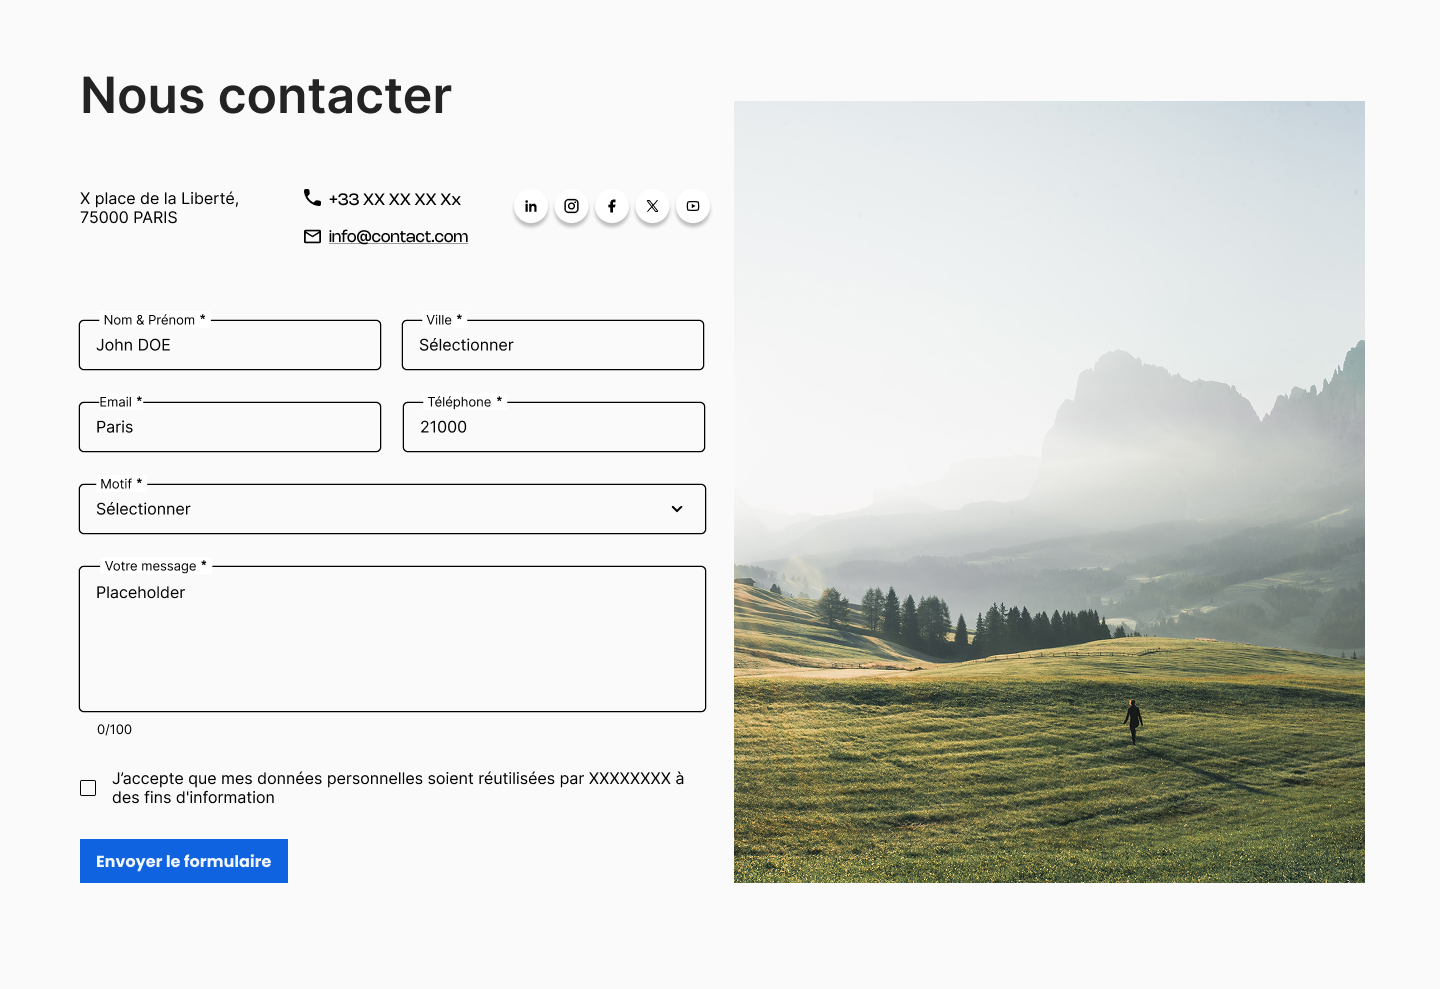 Nous contacter
X place de la Liberté,
75000 PARIS
+33 XX XX XX Xx
info@contact.com
in
Nom & Prénom *
John DOE
Ville *
Sélectionner
Email *
Paris
Téléphone *
21000
Motif *
Sélectionner
Votre message *
Placeholder
0/100
J’accepte que mes données personnelles soient réutilisées par XXXXXXXX à
des fins d'information
Envoyer le formulaire